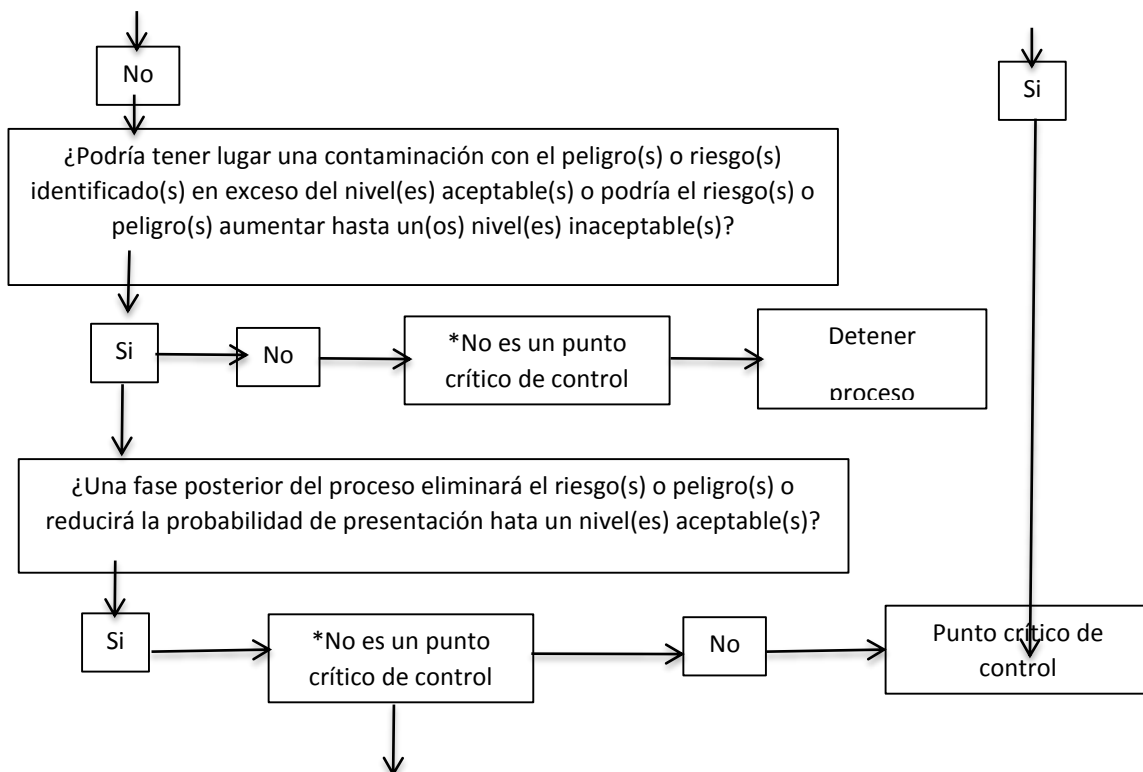 No
Si
¿Podría tener lugar una contaminación con el peligro(s) o riesgo(s)
identificado(s) en exceso del nivel(es) aceptable(s) o podría el riesgo(s) o
peligro(s) aumentar hasta un(os) nivel(es) inaceptable(s)?
Si
No
*No es un punto
crítico de control
Detener
proceso
¿Una fase posterior del proceso eliminará el riesgo(s) o peligro(s) o
reducirá la probabilidad de presentación hata un nivel(es) aceptable(s)?
Si
*No es un punto
crítico de control
No
Punto crítico de
control